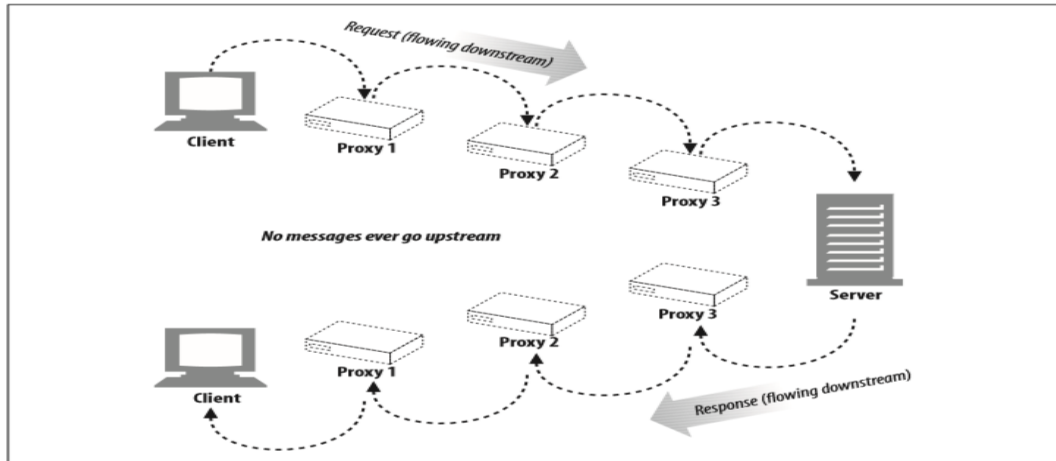 Request (flowing downstream)
Client
Proxy 1
Proxy 2
Proxy 3
No messages ever go upstream
Server
Proxy 3
Proxy 2
Proxy 1
Client
Response (flowing downstream)